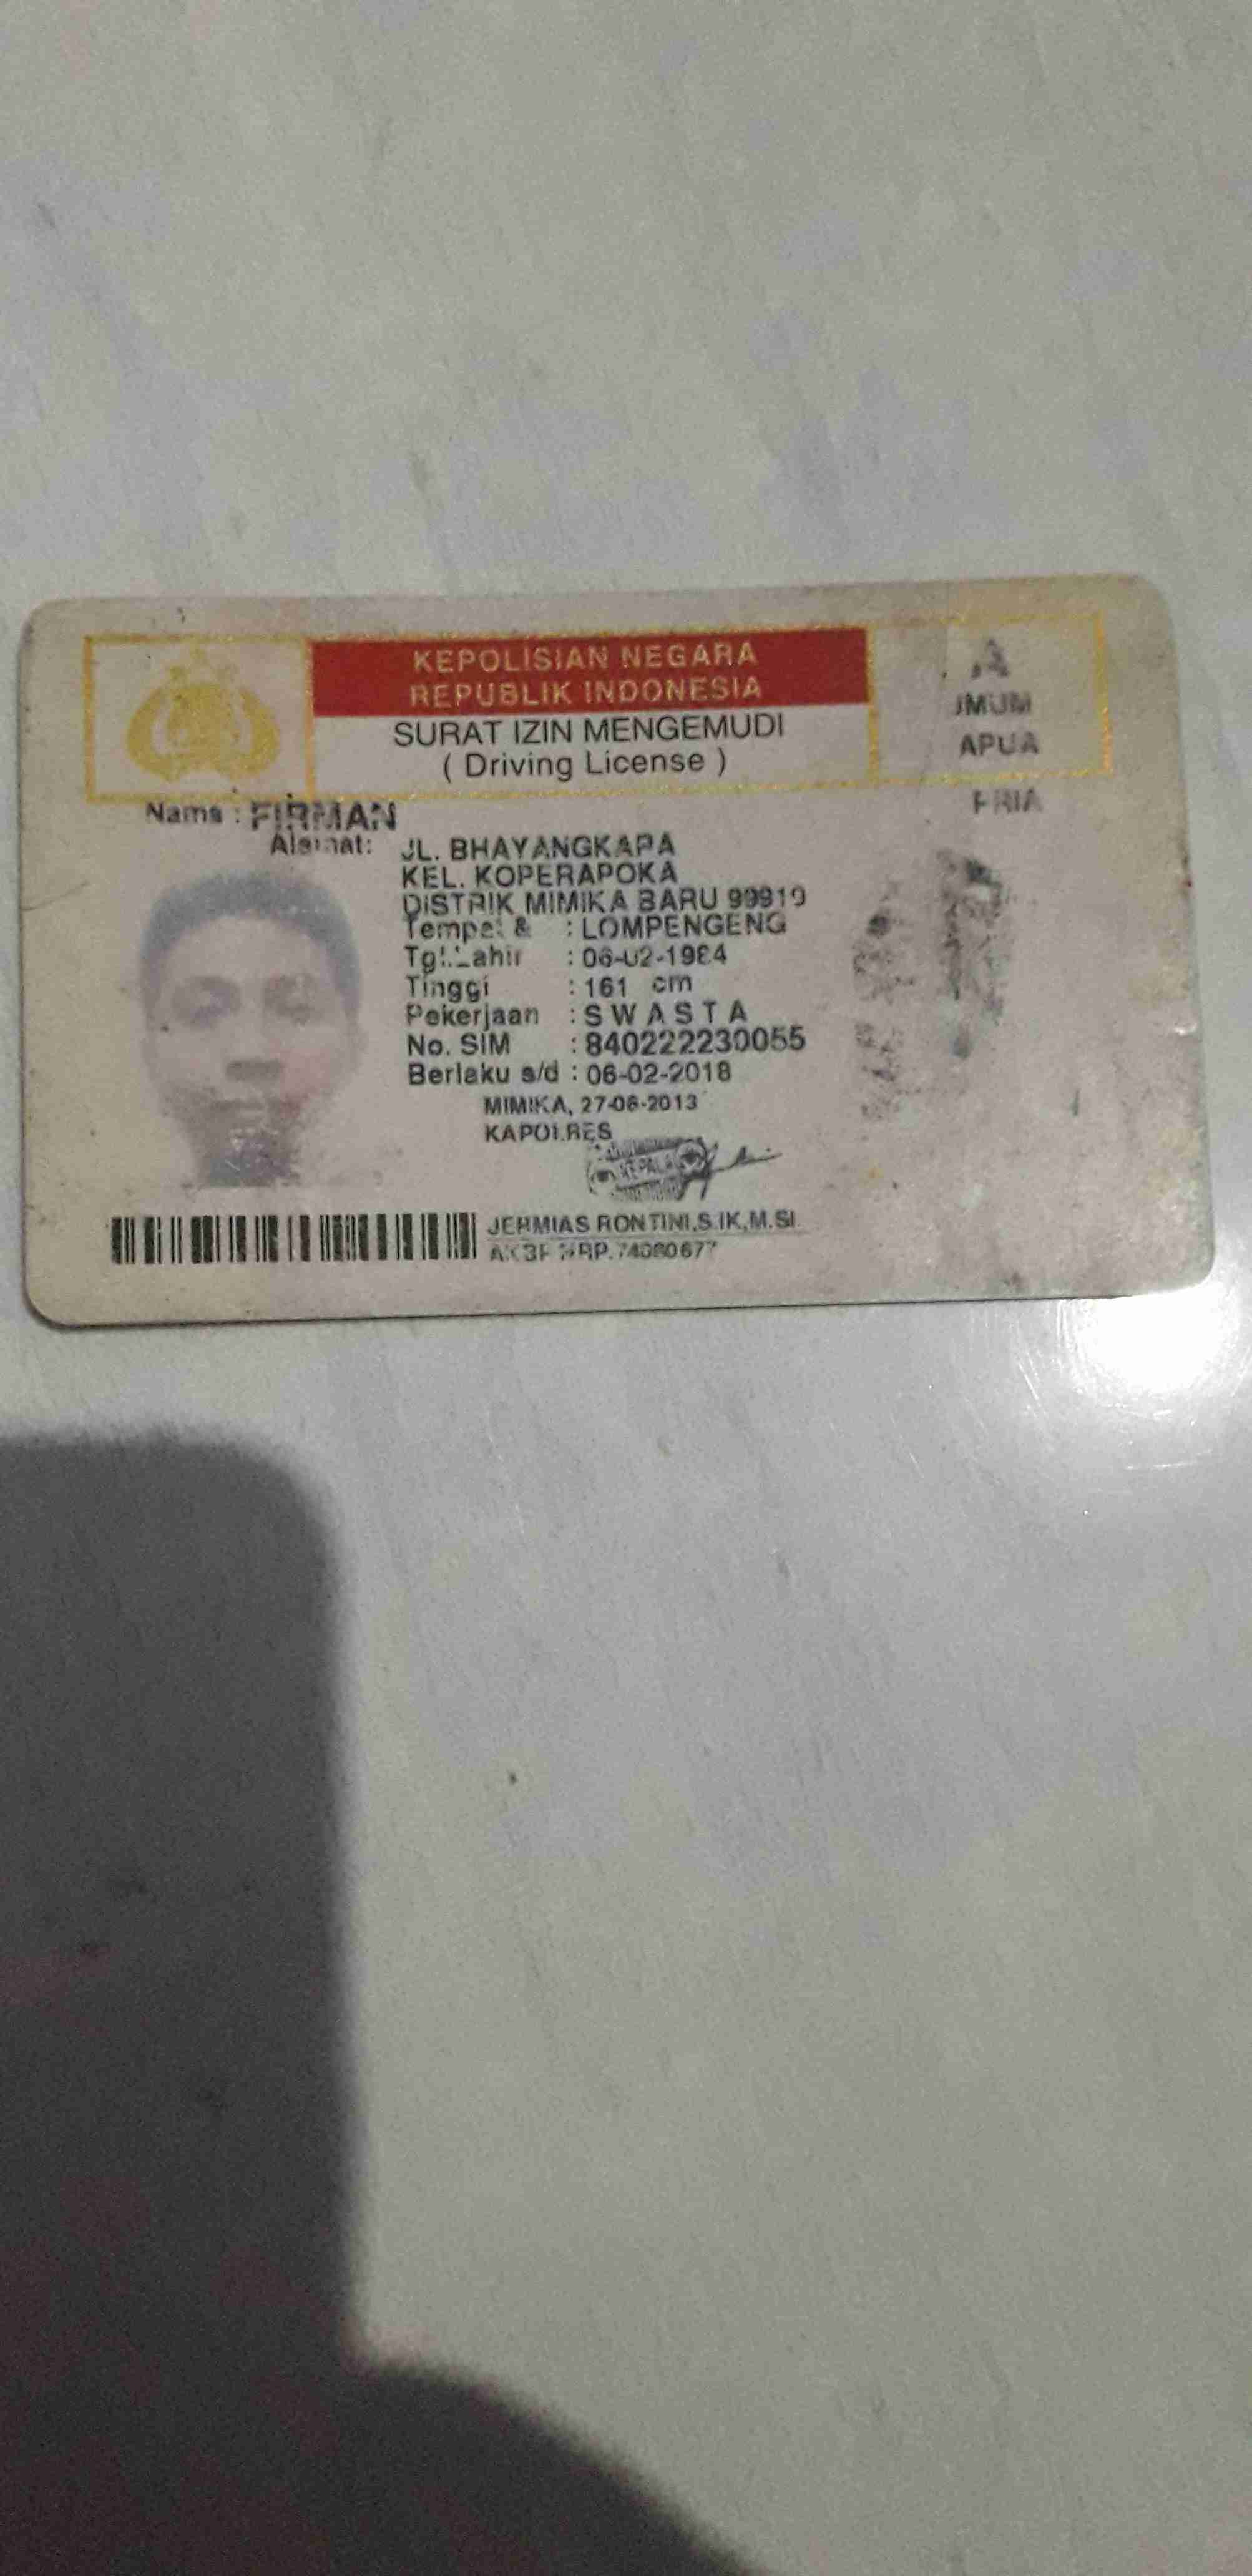 KEPOLISIAN NEGARA
REPUBLIK INDONESIA
SURAT IZIN MENGEMUDI
( Driving License )
A
UMUM
APUA
PRIA
Nama : FIRMAN
Alamat: JL. BHAYANGKARA
KEL. KOPERAPOKA
DISTRIK MIMIKA BARU 99910
Tempat & : LOMPENGENG
Tgl.Lahir : 06-02-1984
Tinggi : 161 cm
Pekerjaan : SWASTA
No. SIM : 840222230055
Berlaku s/d : 06-02-2018
MIMIKA, 27-06-2013
KAPOLRES
KEPALA
JERMIAS RONTINI,S.IK,M.SI
AKBP NRP.